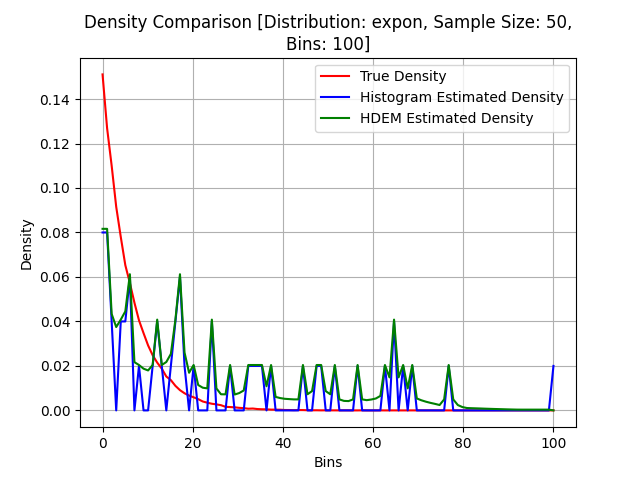 Density Comparison [Distribution: expon, Sample Size: 50,
Bins: 100]
True Density
Histogram Estimated Density
HDEM Estimated Density
Density
0.14
0.12
0.10
0.08
0.06
0.04
0.02
0.00
0 20 40 60 80 100
Bins